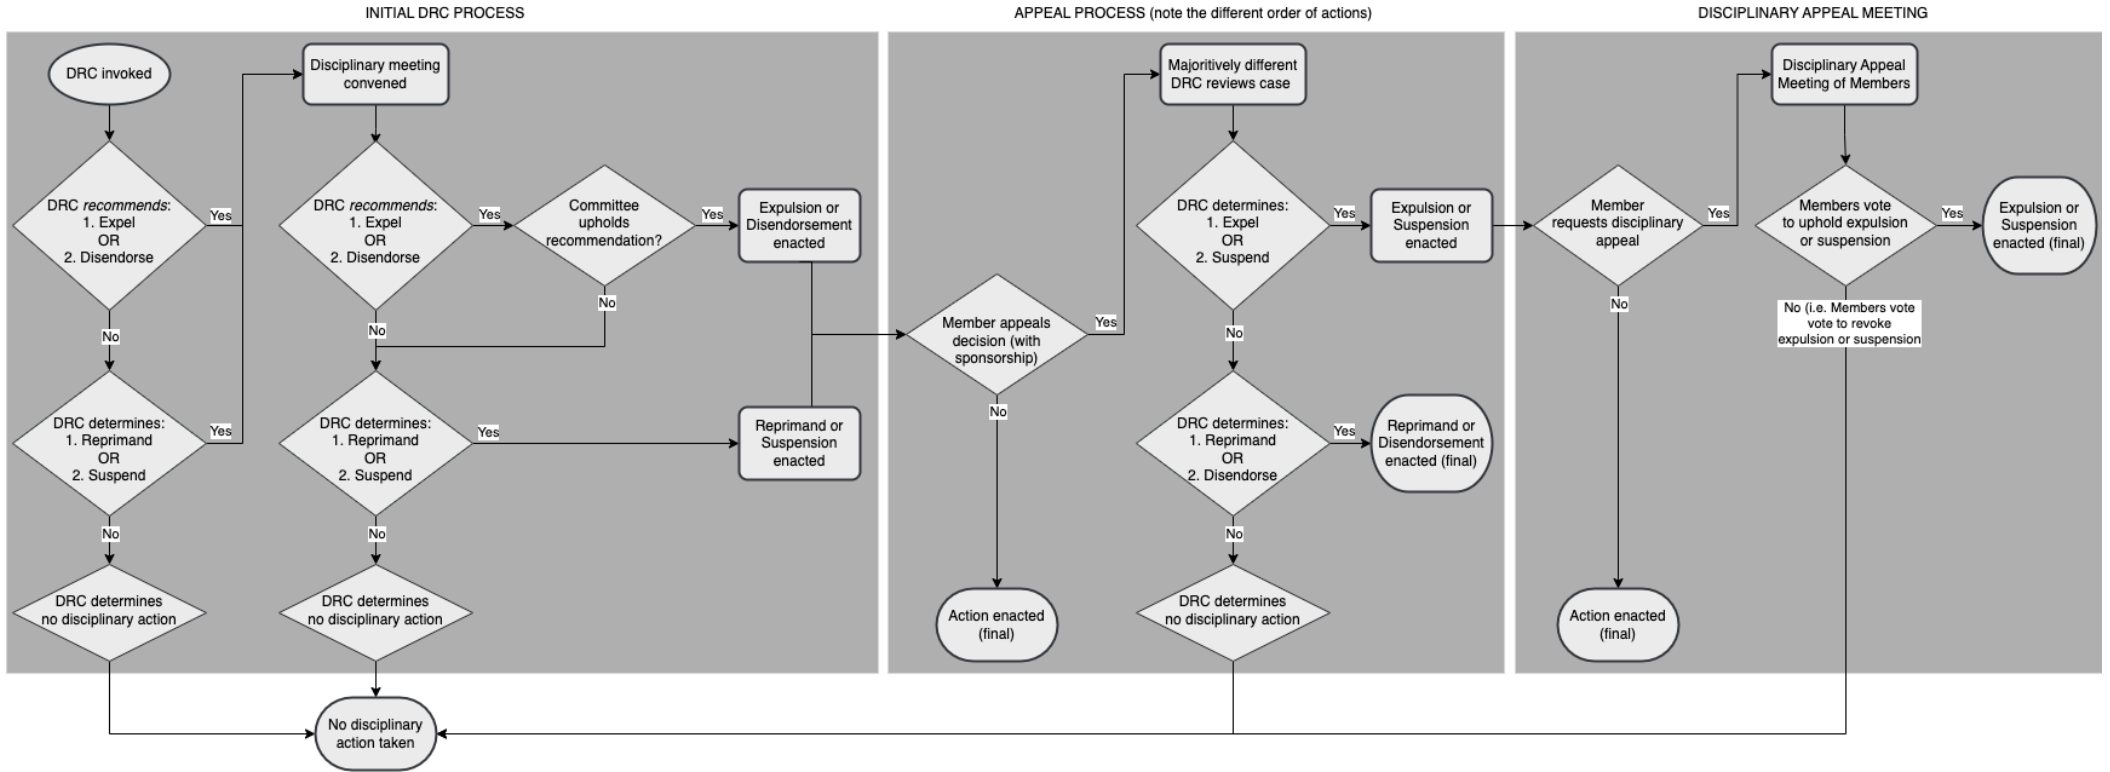 INITIAL DRC PROCESS
DRC invoked
DRC recommends:
1. Expel
OR
2. Disendorse
Yes
No
DRC determines:
1. Reprimand
OR
2. Suspend
Yes
No
DRC determines
no disciplinary action
Disciplinary meeting
convened
DRC recommends:
1. Expel
OR
2. Disendorse
Yes
No
Committee
upholds
recommendation?
Yes
No
Expulsion or
Disendorsement
enacted
DRC determines:
1. Reprimand
OR
2. Suspend
Yes
No
Reprimand or
Suspension
enacted
DRC determines
no disciplinary action
No disciplinary
action taken
APPEAL PROCESS (note the different order of actions)
Member appeals
decision (with
sponsorship)
Yes
No
Action enacted
(final)
Majoritively different
DRC reviews case
DRC determines:
1. Expel
OR
2. Suspend
Yes
No
Expulsion or
Suspension
enacted
DRC determines:
1. Reprimand
OR
2. Disendorse
Yes
No
Reprimand or
Disendorsement
enacted (final)
DRC determines
no disciplinary action
DISCIPLINARY APPEAL MEETING
Member
requests disciplinary
appeal
Yes
No
Action enacted
(final)
Disciplinary Appeal
Meeting of Members
Members vote
to uphold expulsion
or suspension
Yes
No (i.e. Members vote
vote to revoke
expulsion or suspension
Expulsion or
Suspension
enacted (final)